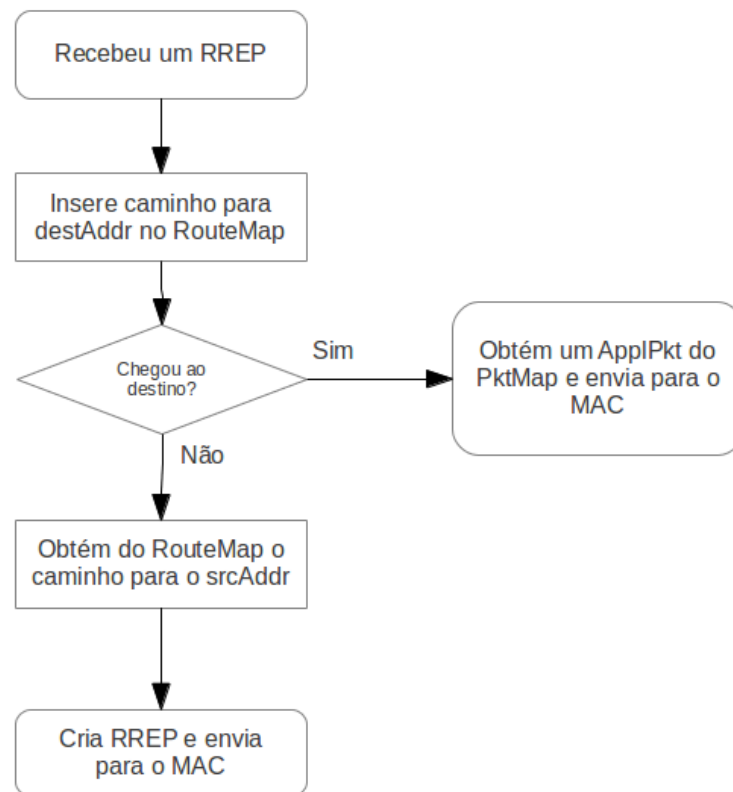 Recebeu um RREP
Insere caminho para
destAddr no RouteMap
Chegou ao
destino?
Sim
Obtém um ApplPkt do
PktMap e envia para o
MAC
Não
Obtém do RouteMap o
caminho para o srcAddr
Cria RREP e envia
para o MAC